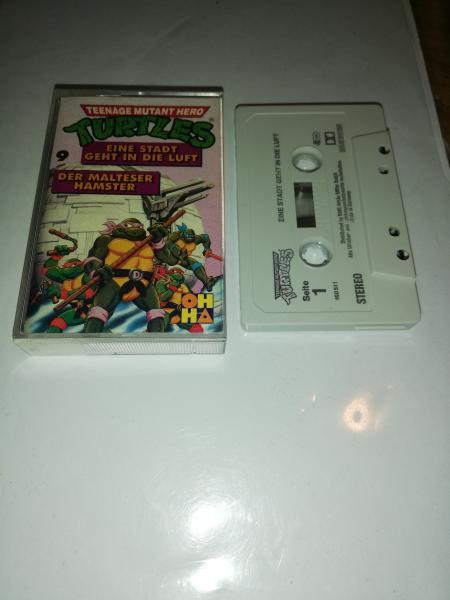 TEENAGE MUTANT HERO
TURTLES
9
EINE STADT
GEHT IN DIE LUFT
DER MALTESER
HAMSTER
D
OH
HA
EINE STADT GEHT IN DIE LUFT
TURTLES
Seite
1
STEREO